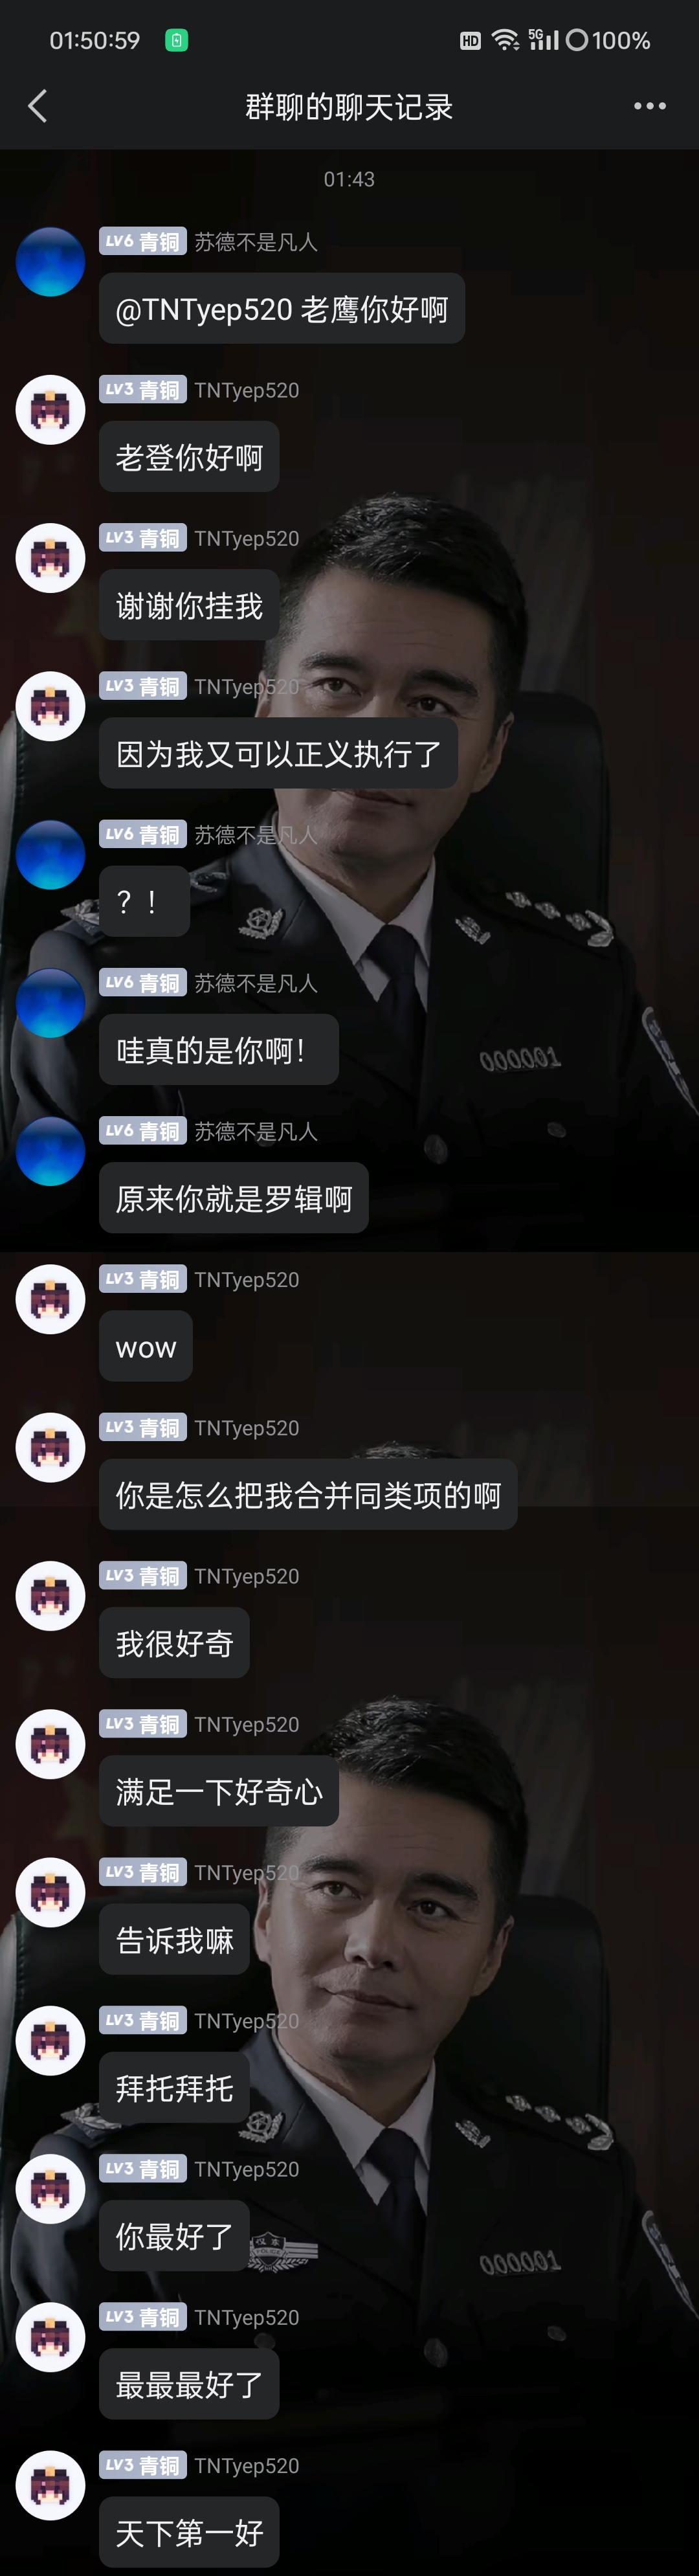 01:50:59 HD 5G 100%
群聊的聊天记录
01:43
LV6 青铜 苏德不是凡人
@TNTyep520 老鹰你好啊
LV3 青铜 TNTyep520
老登你好啊
LV3 青铜 TNTyep520
谢谢你挂我
LV3 青铜 TNTyep520
因为我又可以正义执行了
LV6 青铜 苏德不是凡人
？！
LV6 青铜 苏德不是凡人
哇真的是你啊！
000001
LV6 青铜 苏德不是凡人
原来你就是罗辑啊
LV3 青铜 TNTyep520
wow
LV3 青铜 TNTyep520
你是怎么把我合并同类项的啊
LV3 青铜 TNTyep520
我很好奇
LV3 青铜 TNTyep520
满足一下好奇心
LV3 青铜 TNTyep520
告诉我嘛
LV3 青铜 TNTyep520
拜托拜托
LV3 青铜 TNTyep520
你最好了
POLICE
000001
LV3 青铜 TNTyep520
最最最好了
LV3 青铜 TNTyep520
天下第一好